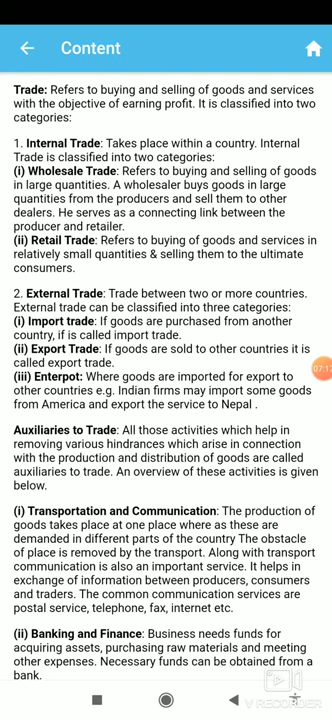 Content
Trade: Refers to buying and selling of goods and services
with the objective of earning profit. It is classified into two
categories:
1. Internal Trade: Takes place within a country. Internal
Trade is classified into two categories:
(i) Wholesale Trade: Refers to buying and selling of goods
in large quantities. A wholesaler buys goods in large
quantities from the producers and sell them to other
dealers. He serves as a connecting link between the
producer and retailer.
(ii) Retail Trade: Refers to buying of goods and services in
relatively small quantities & selling them to the ultimate
consumers.
2. External Trade: Trade between two or more countries.
External trade can be classified into three categories:
(i) Import trade: If goods are purchased from another
country, if is called import trade.
(ii) Export Trade: If goods are sold to other countries it is
called export trade.
07:17
(iii) Enterpot: Where goods are imported for export to
other countries e.g. Indian firms may import some goods
from America and export the service to Nepal .
Auxiliaries to Trade: All those activities which help in
removing various hindrances which arise in connection
with the production and distribution of goods are called
auxiliaries to trade. An overview of these activities is given
below.
(i) Transportation and Communication: The production of
goods takes place at one place where as these are
demanded in different parts of the country The obstacle
of place is removed by the transport. Along with transport
communication is also an important service. It helps in
exchange of information between producers, consumers
and traders. The common communication services are
postal service, telephone, fax, internet etc.
(ii) Banking and Finance: Business needs funds for
acquiring assets, purchasing raw materials and meeting
other expenses. Necessary funds can be obtained from a
bank.
V RECORDER